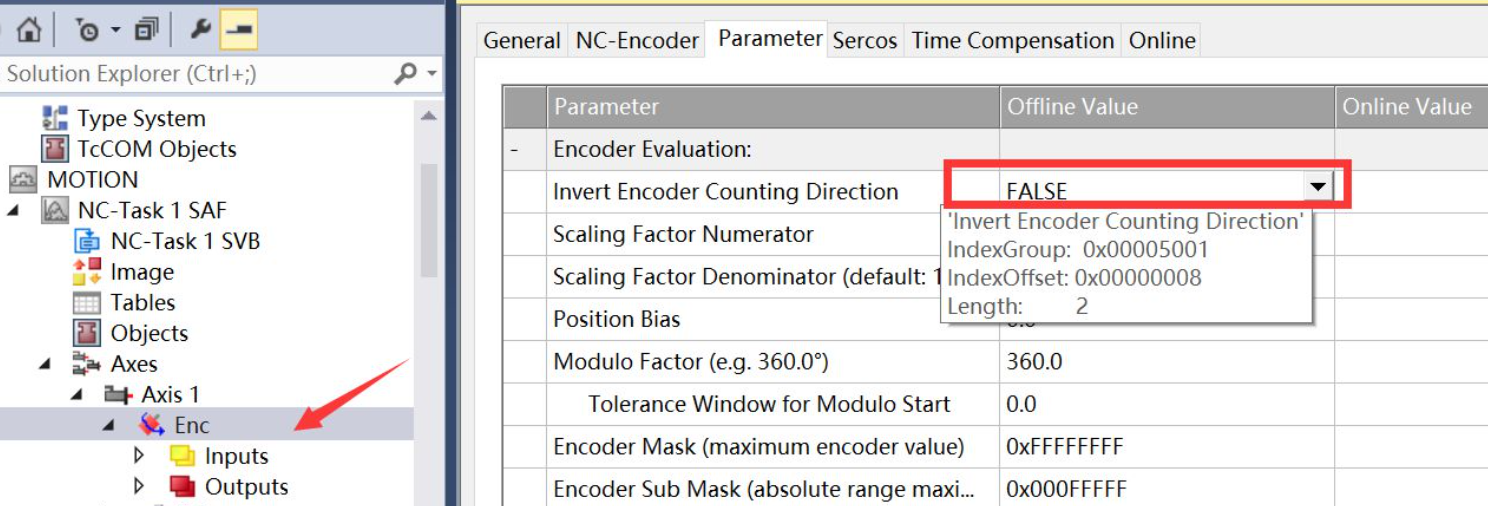 Solution Explorer (Ctrl+;)
Type System
TcCOM Objects
MOTION
NC-Task 1 SAF
NC-Task 1 SVB
Image
Tables
Objects
Axes
Axis 1
Enc
Inputs
Outputs
General NC-Encoder Parameter Sercos Time Compensation Online
Parameter Offline Value Online Value
- Encoder Evaluation:
Invert Encoder Counting Direction FALSE
'Invert Encoder Counting Direction'
IndexGroup: 0x00005001
IndexOffset: 0x00000008
Length: 2
Scaling Factor Numerator
Scaling Factor Denominator (default: 1
Position Bias
Modulo Factor (e.g. 360.0°) 360.0
Tolerance Window for Modulo Start 0.0
Encoder Mask (maximum encoder value) 0xFFFFFFFF
Encoder Sub Mask (absolute range maxi... 0x000FFFFF